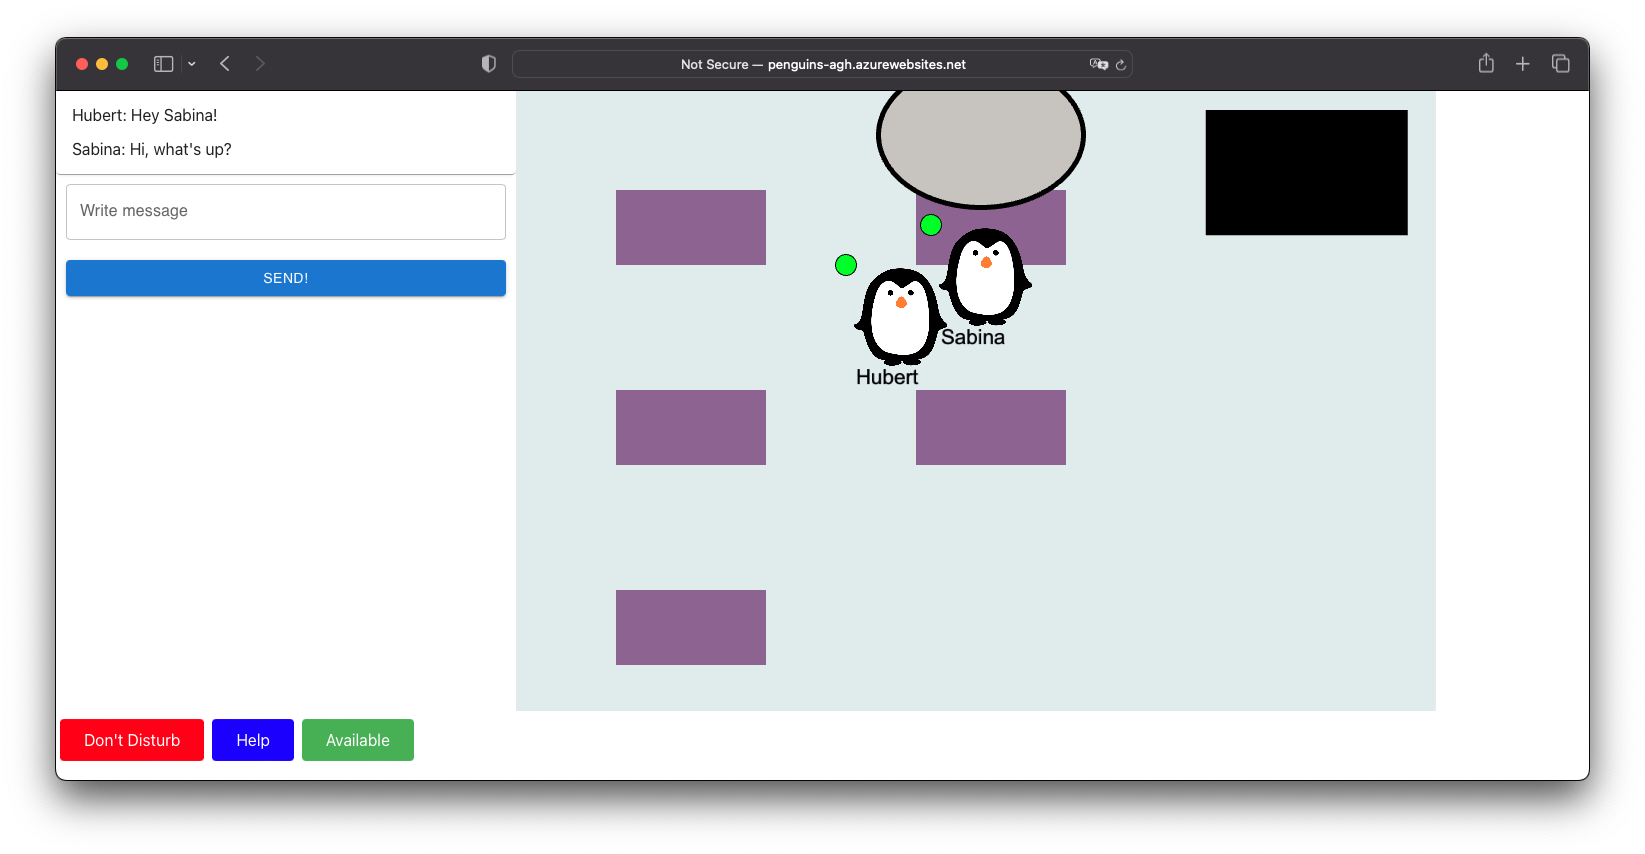 Not Secure — penguins-agh.azurewebsites.net
Hubert: Hey Sabina!
Sabina: Hi, what's up?
Write message
SEND!
Sabina
Hubert
Don't Disturb
Help
Available